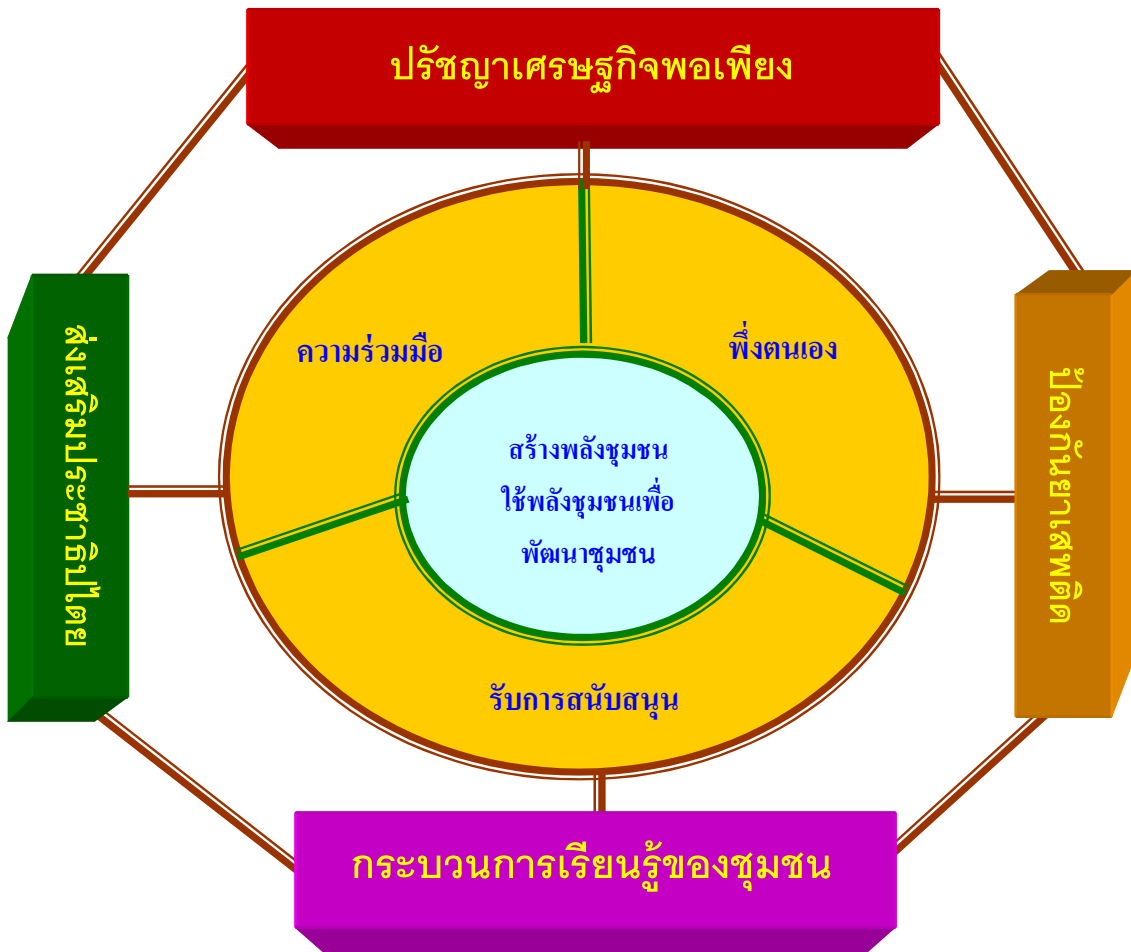 ปรัชญาเศรษฐกิจพอเพียง
ส่งเสริมประชาธิปไตย
ความร่วมมือ
พึ่งตนเอง
ป้องกันยาเสพติด
สร้างพลังชุมชน
ใช้พลังชุมชนเพื่อ
พัฒนาชุมชน
รับการสนับสนุน
กระบวนการเรียนรู้ของชุมชน